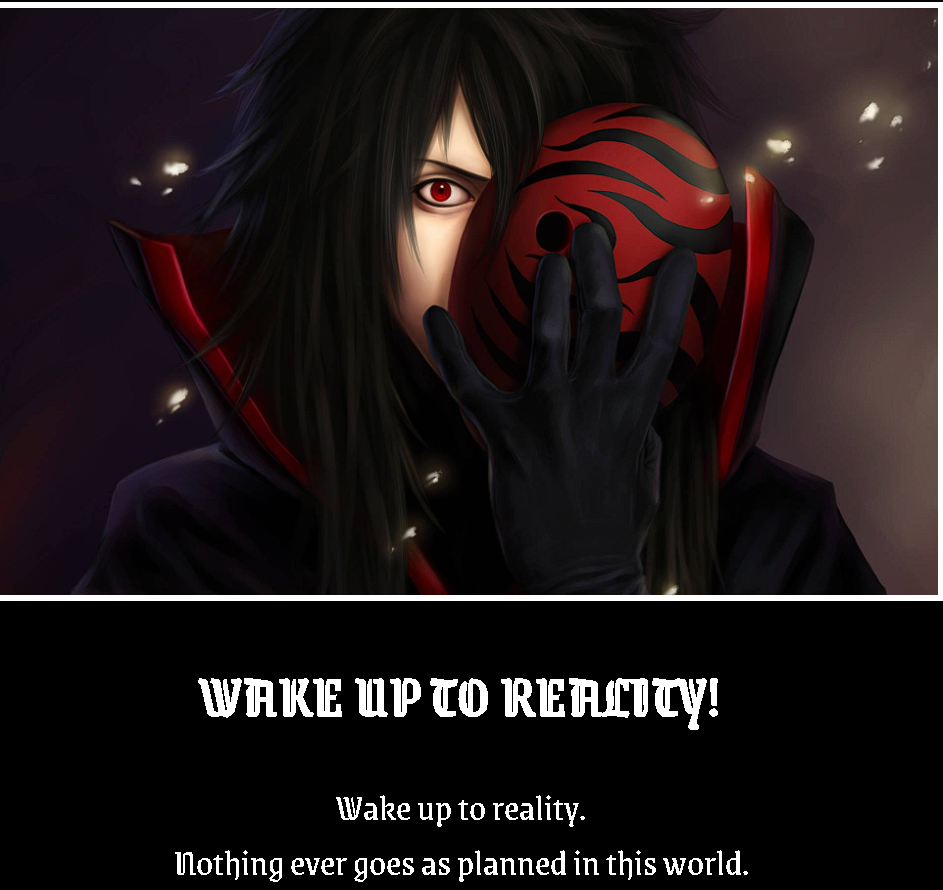 WAKE UP TO REALITY!
Wake up to reality.
Nothing ever goes as planned in this world.